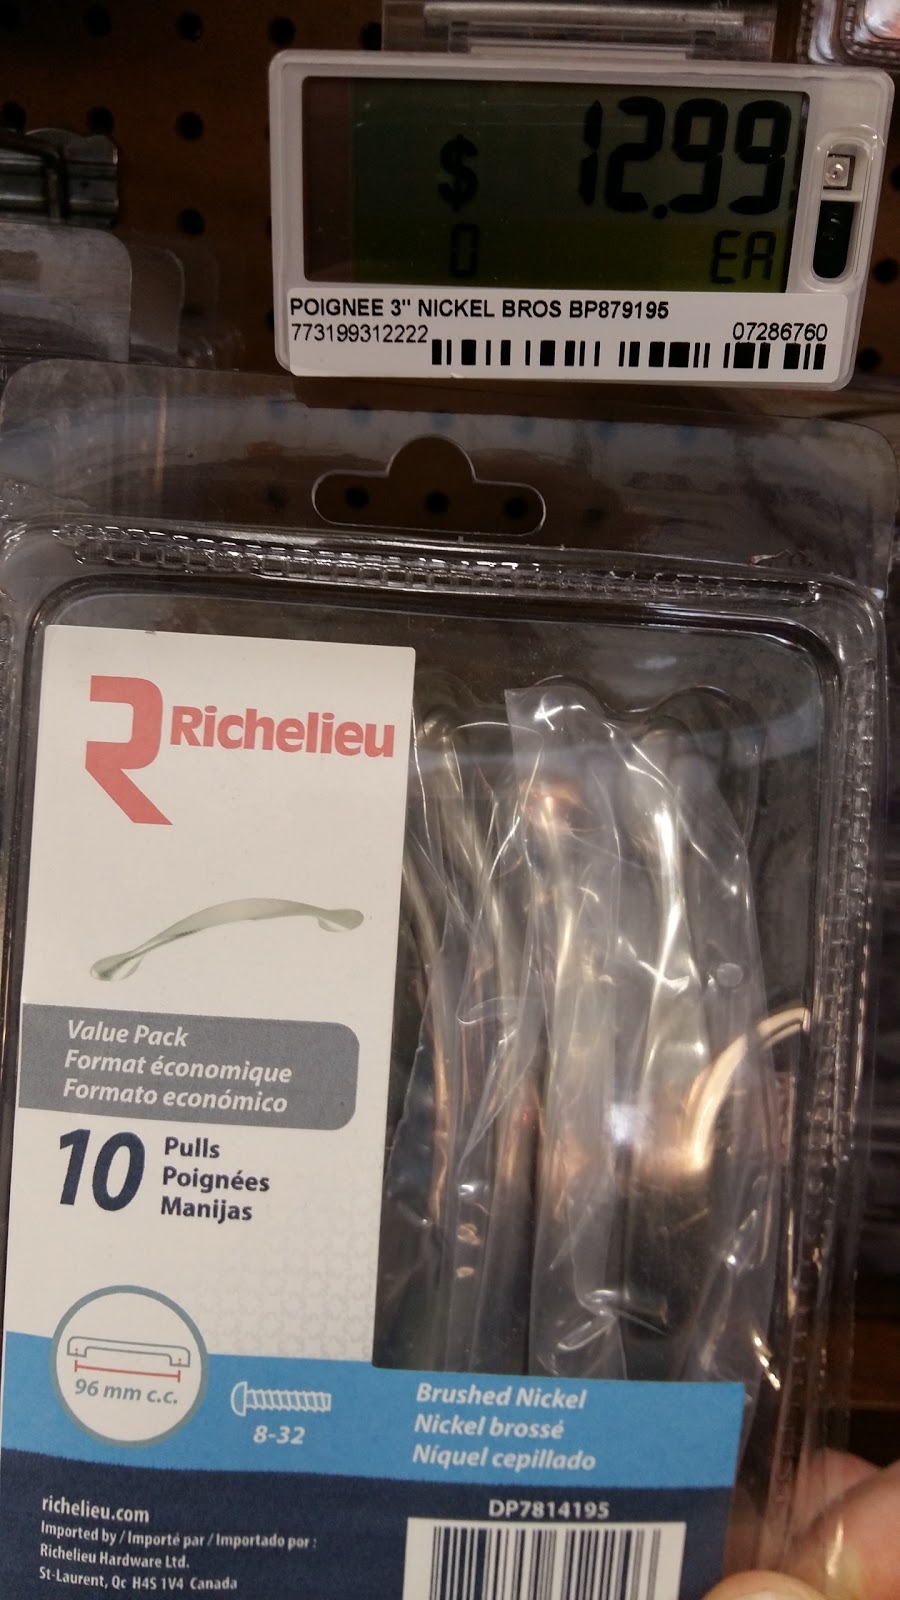 $ 12.99
0 EA
POIGNEE 3" NICKEL BROS BP879195
773199312222 07286760
Richelieu
Value Pack
Format économique
Formato económico
10 Pulls
Poignées
Manijas
96 mm c.c.
8-32
Brushed Nickel
Nickel brossé
Níquel cepillado
DP7814195
richelieu.com
Imported by / Importé par / Importado por :
Richelieu Hardware Ltd.
St-Laurent, Qc H4S 1V4 Canada